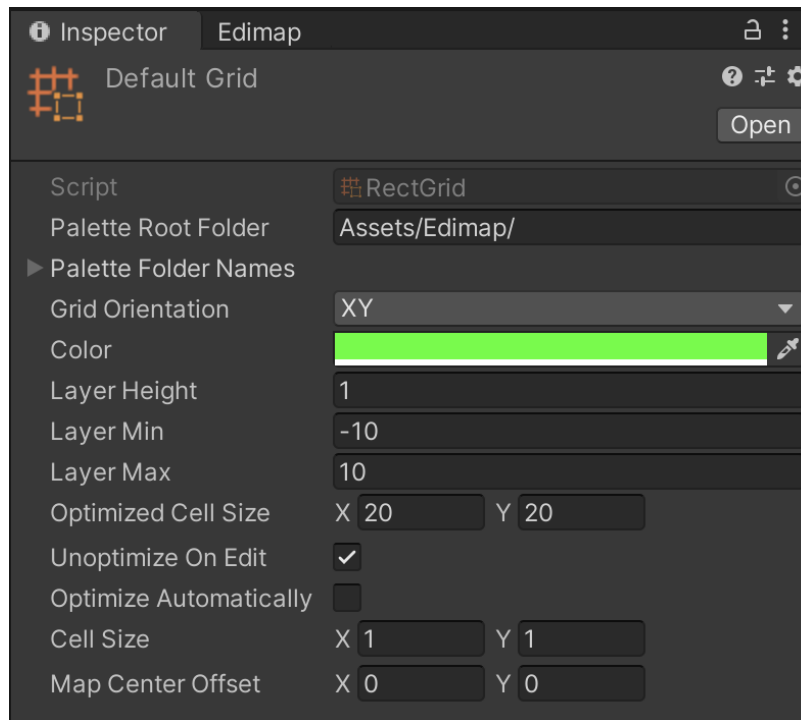 Inspector Edimap
Default Grid
Open
Script RectGrid
Palette Root Folder Assets/Edimap/
Palette Folder Names
Grid Orientation XY
Color
Layer Height 1
Layer Min -10
Layer Max 10
Optimized Cell Size X 20 Y 20
Unoptimize On Edit
Optimize Automatically
Cell Size X 1 Y 1
Map Center Offset X 0 Y 0